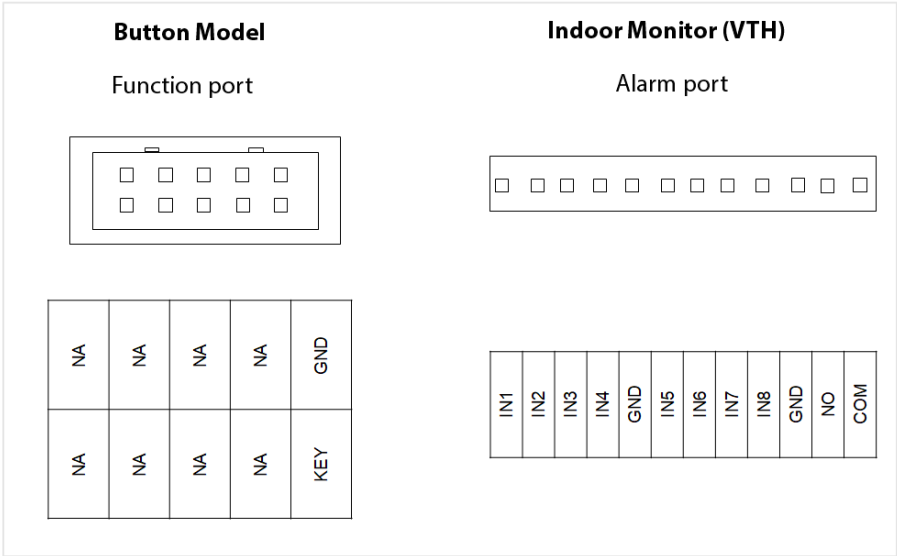 Button Model
Function port
NA NA NA NA GND
NA NA NA NA KEY
Indoor Monitor (VTH)
Alarm port
IN1 IN2 IN3 IN4 GND IN5 IN6 IN7 IN8 GND NO COM